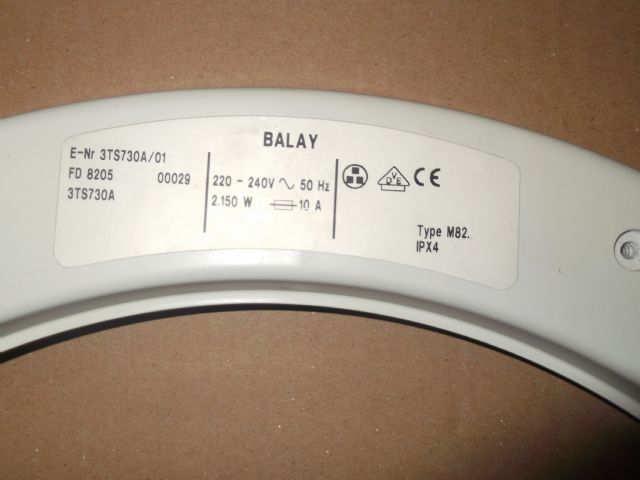 BALAY
E-Nr 3TS730A/01
FD 8205 00029
3TS730A
220 - 240V ~ 50 Hz
2.150 W 10 A
DVE CE
Type M82.
IPX4